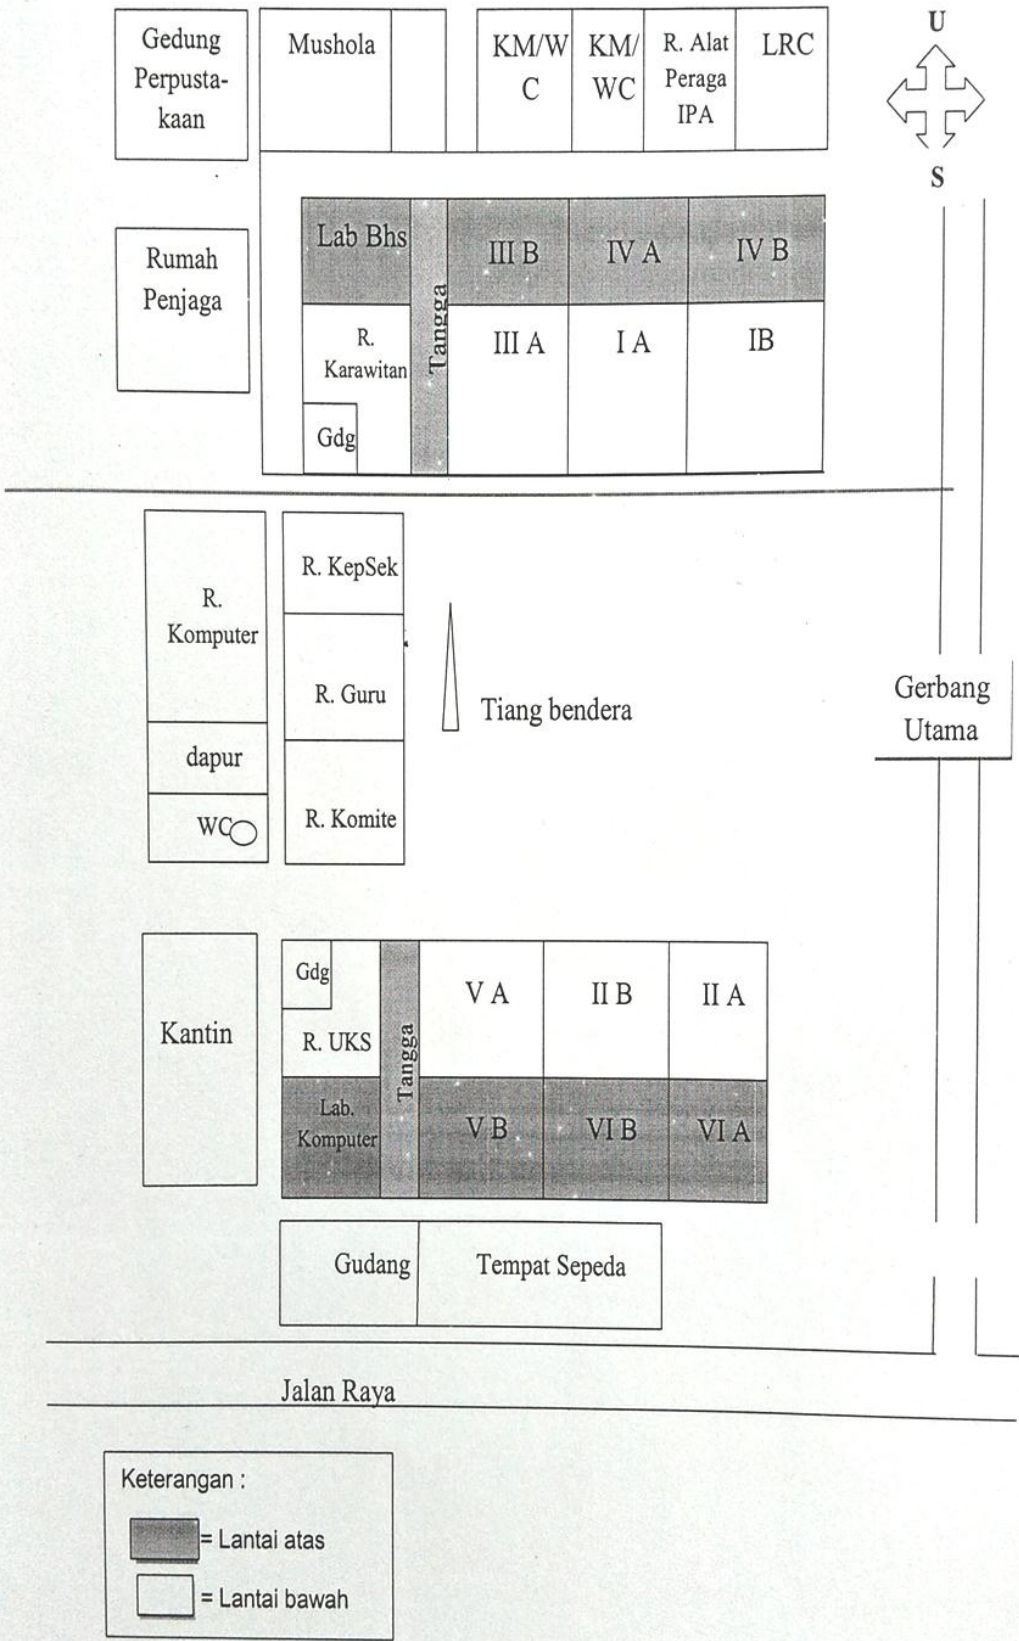 Gedung
Perpusta-
kaan
Mushola
KM/W
C
KM/
WC
R. Alat
Peraga
IPA
LRC
U
S
Rumah
Penjaga
Lab Bhs
Tangga
III B
IV A
IV B
R.
Karawitan
Gdg
III A
I A
IB
R.
Komputer
dapur
WC
R. KepSek
R. Guru
R. Komite
Tiang bendera
Gerbang
Utama
Kantin
Gdg
R. UKS
Lab.
Komputer
Tangga
V A
II B
II A
V B
VI B
VI A
Gudang
Tempat Sepeda
Jalan Raya
Keterangan :
= Lantai atas
= Lantai bawah